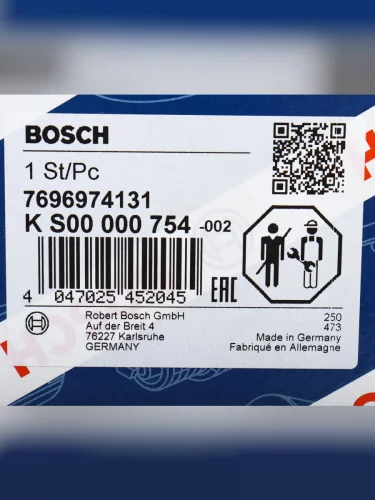 BOSCH
1 St/Pc
7696974131
K S00 000 754 -002
4 047025 452045
EAC
Robert Bosch GmbH
Auf der Breit 4
76227 Karlsruhe
GERMANY
250
473
Made in Germany
Fabriqué en Allemagne